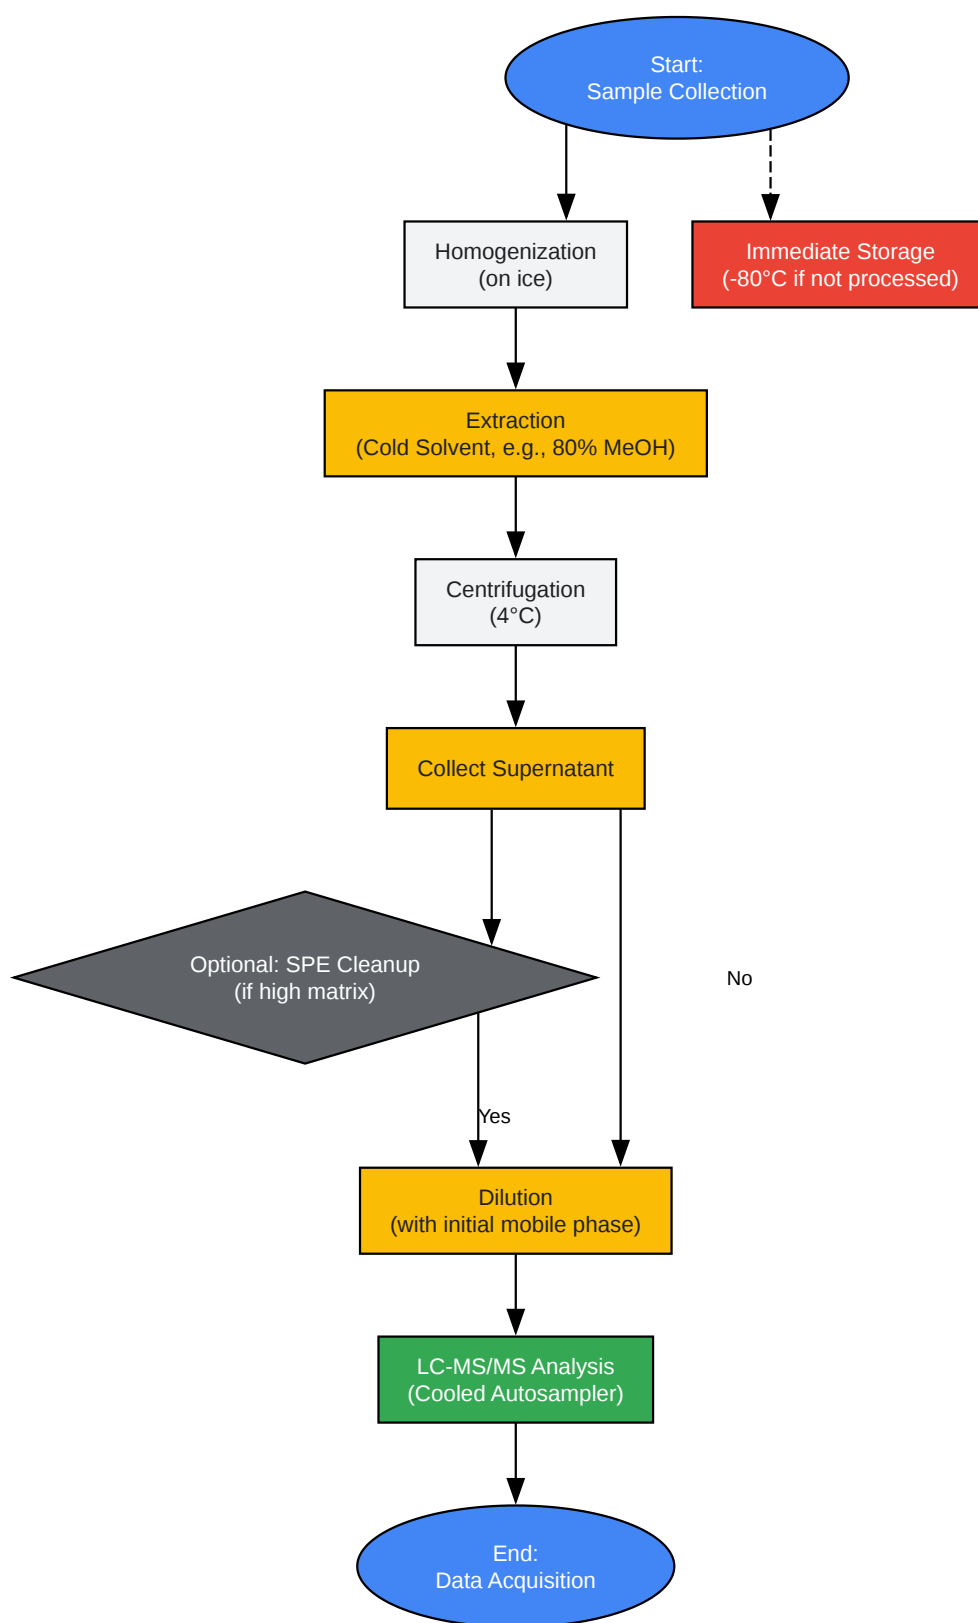 Start:
Sample Collection
Homogenization
(on ice)
Immediate Storage
(-80°C if not processed)
Extraction
(Cold Solvent, e.g., 80% MeOH)
Centrifugation
(4°C)
Collect Supernatant
Optional: SPE Cleanup
(if high matrix)
No
Yes
Dilution
(with initial mobile phase)
LC-MS/MS Analysis
(Cooled Autosampler)
End:
Data Acquisition